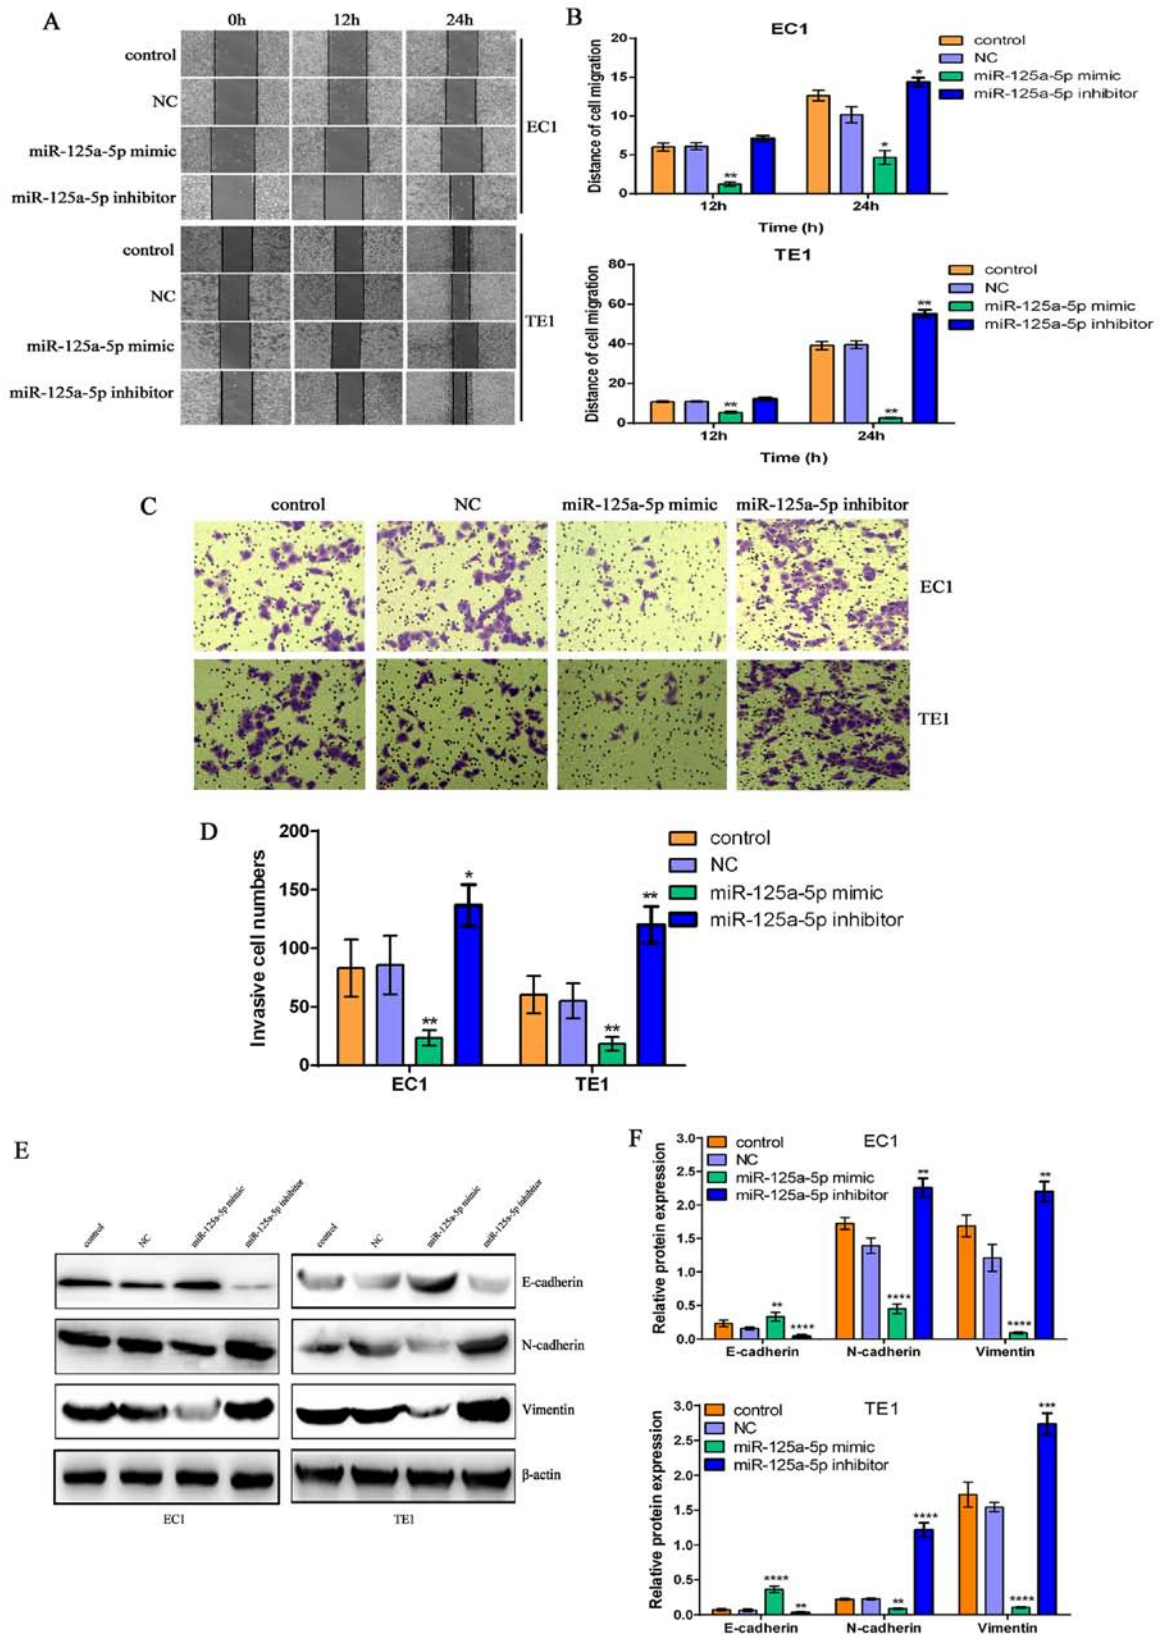 A
0h 12h 24h
control
NC
miR-125a-5p mimic
miR-125a-5p inhibitor
EC1
control
NC
miR-125a-5p mimic
miR-125a-5p inhibitor
TE1
B
EC1
Distance of cell migration
20
15
10
5
0
** * *
12h 24h
Time (h)
control
NC
miR-125a-5p mimic
miR-125a-5p inhibitor
TE1
Distance of cell migration
80
60
40
20
0
** ** **
12h 24h
Time (h)
control
NC
miR-125a-5p mimic
miR-125a-5p inhibitor
C
control NC miR-125a-5p mimic miR-125a-5p inhibitor
EC1
TE1
D
Invasive cell numbers
200
150
100
50
0
** * ** **
EC1 TE1
control
NC
miR-125a-5p mimic
miR-125a-5p inhibitor
E
control NC miR-125a-5p mimic miR-125a-5p inhibitor control NC miR-125a-5p mimic miR-125a-5p inhibitor
E-cadherin
N-cadherin
Vimentin
β-actin
EC1 TE1
F
EC1
Relative protein expression
3.0
2.5
2.0
1.5
1.0
0.5
0.0
control
NC
miR-125a-5p mimic
miR-125a-5p inhibitor
** **** **** ** **** **
E-cadherin N-cadherin Vimentin
TE1
Relative protein expression
3.0
2.5
2.0
1.5
1.0
0.5
0.0
control
NC
miR-125a-5p mimic
miR-125a-5p inhibitor
**** ** ** **** **** ***
E-cadherin N-cadherin Vimentin